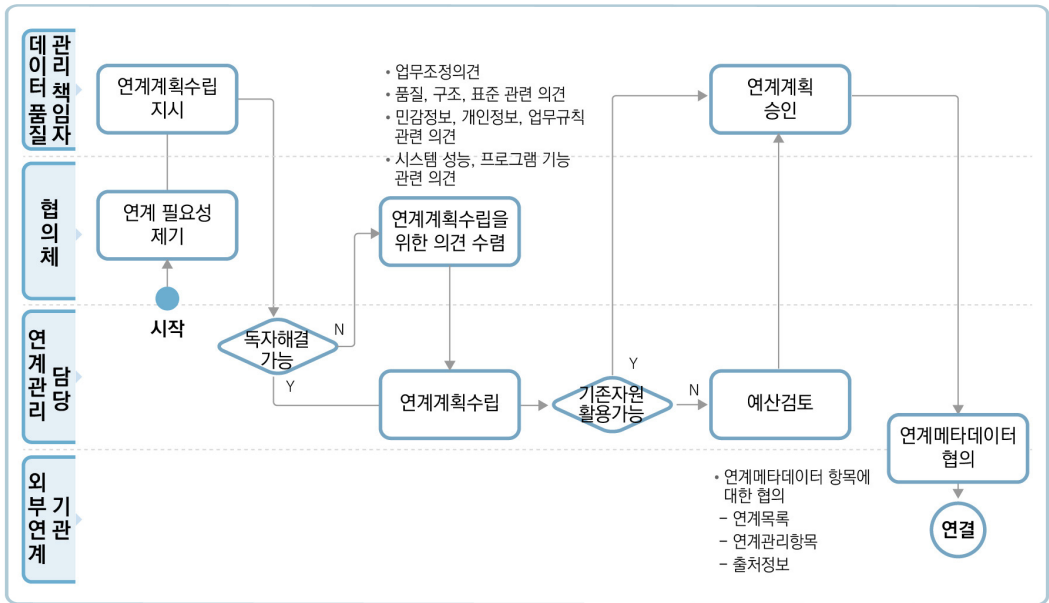 데이터 품질
관리 책임자
연계계획수립
지시
• 업무조정의견
• 품질, 구조, 표준 관련 의견
• 민감정보, 개인정보, 업무규칙
관련 의견
• 시스템 성능, 프로그램 기능
관련 의견
연계계획
승인
협의체
연계 필요성
제기
연계계획수립을
위한 의견 수렴
시작
연계관리
담당
독자해결
가능
N
Y
연계계획수립
기존자원
활용가능
Y
N
예산검토
연계메타데이터
협의
외부연계
기관
• 연계메타데이터 항목에
대한 협의
– 연계목록
– 연계관리항목
– 출처정보
연결